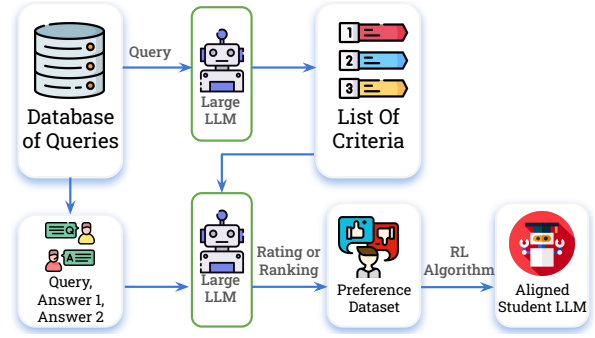 Query
1
2
3
Large
LLM
Database
of Queries
List Of
Criteria
Q
A
Query,
Answer 1,
Answer 2
Large
LLM
Rating or
Ranking
Preference
Dataset
RL
Algorithm
Aligned
Student LLM